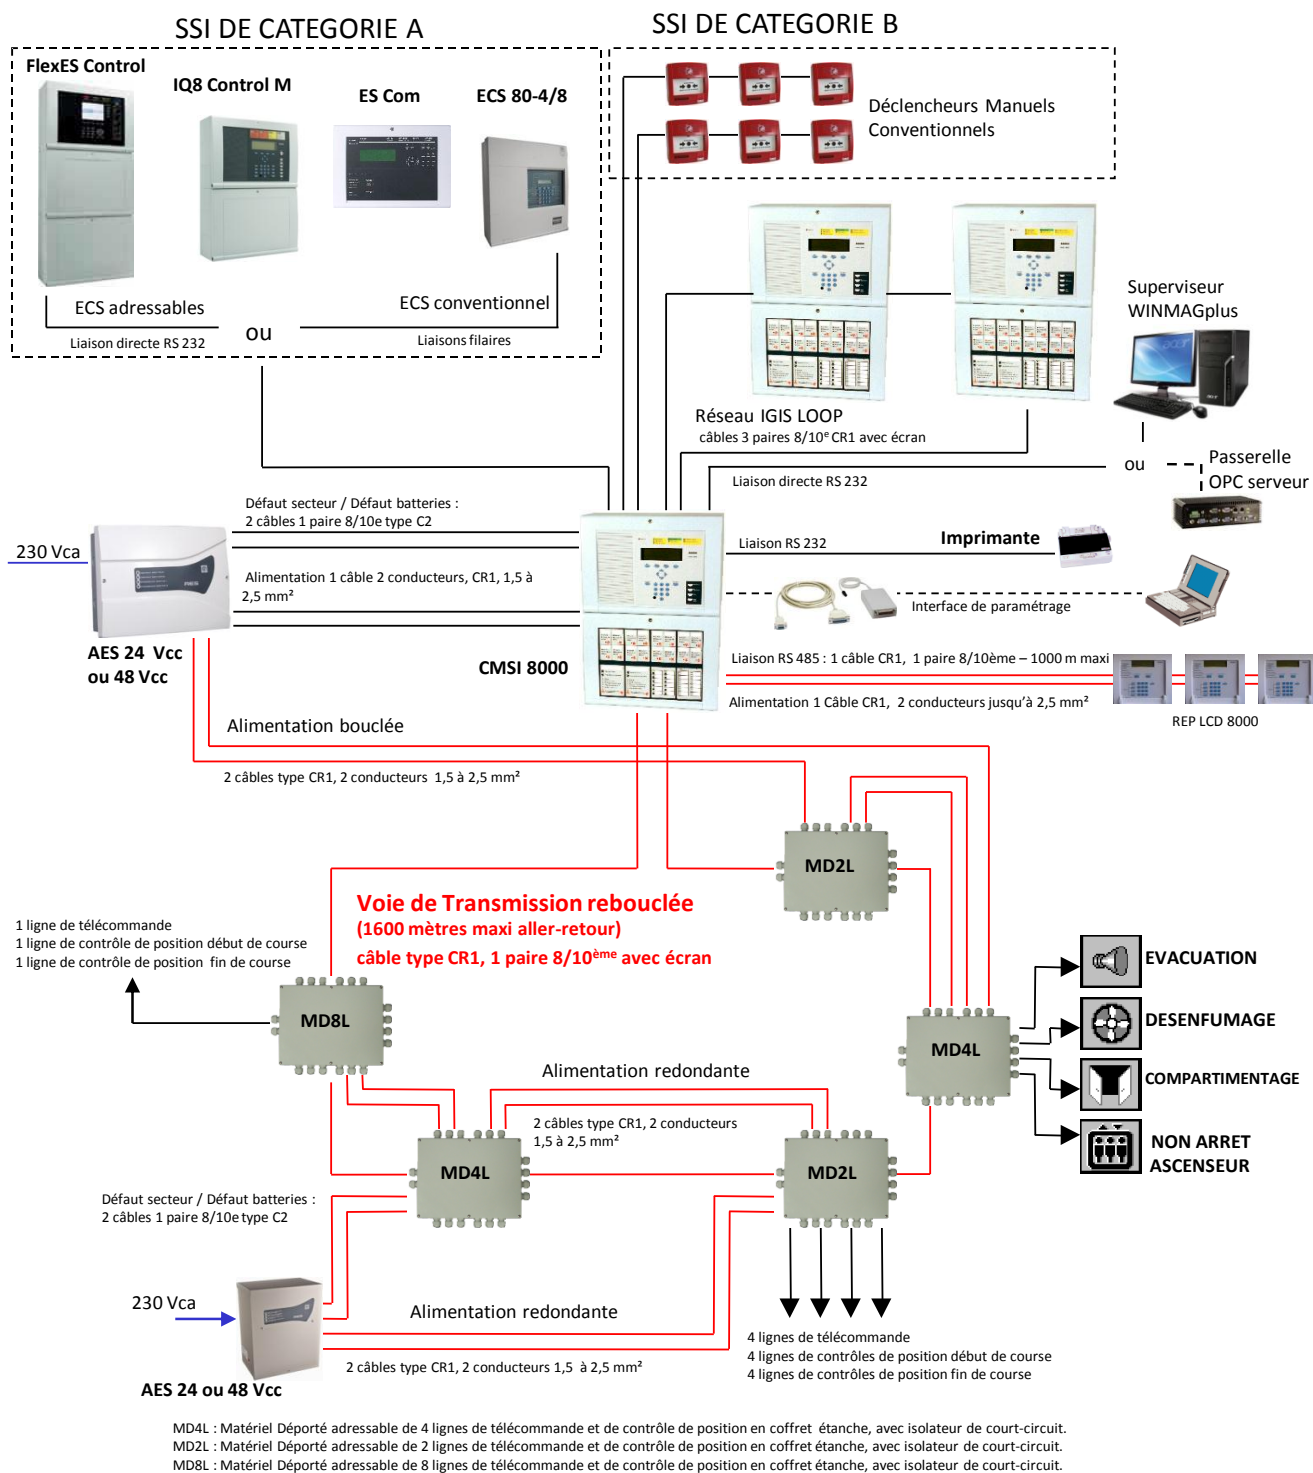 SSI DE CATEGORIE A
SSI DE CATEGORIE B
FlexES Control
IQ8 Control M
ES Com
ECS 80-4/8
Déclencheurs Manuels
Conventionnels
ECS adressables
ou
ECS conventionnel
Liaison directe RS 232
Liaisons filaires
Superviseur
WINMAGplus
Réseau IGIS LOOP
câbles 3 paires 8/10e CR1 avec écran
ou
Passerelle
OPC serveur
Liaison directe RS 232
Défaut secteur / Défaut batteries :
2 câbles 1 paire 8/10e type C2
230 Vca
Liaison RS 232
Imprimante
Alimentation 1 câble 2 conducteurs, CR1, 1,5 à
2,5 mm²
Interface de paramétrage
AES 24 Vcc
ou 48 Vcc
CMSI 8000
Liaison RS 485 : 1 câble CR1, 1 paire 8/10ème – 1000 m maxi
Alimentation 1 Câble CR1, 2 conducteurs jusqu'à 2,5 mm²
REP LCD 8000
Alimentation bouclée
2 câbles type CR1, 2 conducteurs 1,5 à 2,5 mm²
MD2L
Voie de Transmission rebouclée
(1600 mètres maxi aller-retour)
câble type CR1, 1 paire 8/10ème avec écran
1 ligne de télécommande
1 ligne de contrôle de position début de course
1 ligne de contrôle de position fin de course
EVACUATION
DESENFUMAGE
COMPARTIMENTAGE
NON ARRET
ASCENSEUR
MD8L
MD4L
Alimentation redondante
2 câbles type CR1, 2 conducteurs
1,5 à 2,5 mm²
MD4L
MD2L
Défaut secteur / Défaut batteries :
2 câbles 1 paire 8/10e type C2
230 Vca
Alimentation redondante
2 câbles type CR1, 2 conducteurs 1,5 à 2,5 mm²
AES 24 ou 48 Vcc
4 lignes de télécommande
4 lignes de contrôles de position début de course
4 lignes de contrôles de position fin de course
MD4L : Matériel Déporté adressable de 4 lignes de télécommande et de contrôle de position en coffret étanche, avec isolateur de court-circuit.
MD2L : Matériel Déporté adressable de 2 lignes de télécommande et de contrôle de position en coffret étanche, avec isolateur de court-circuit.
MD8L : Matériel Déporté adressable de 8 lignes de télécommande et de contrôle de position en coffret étanche, avec isolateur de court-circuit.